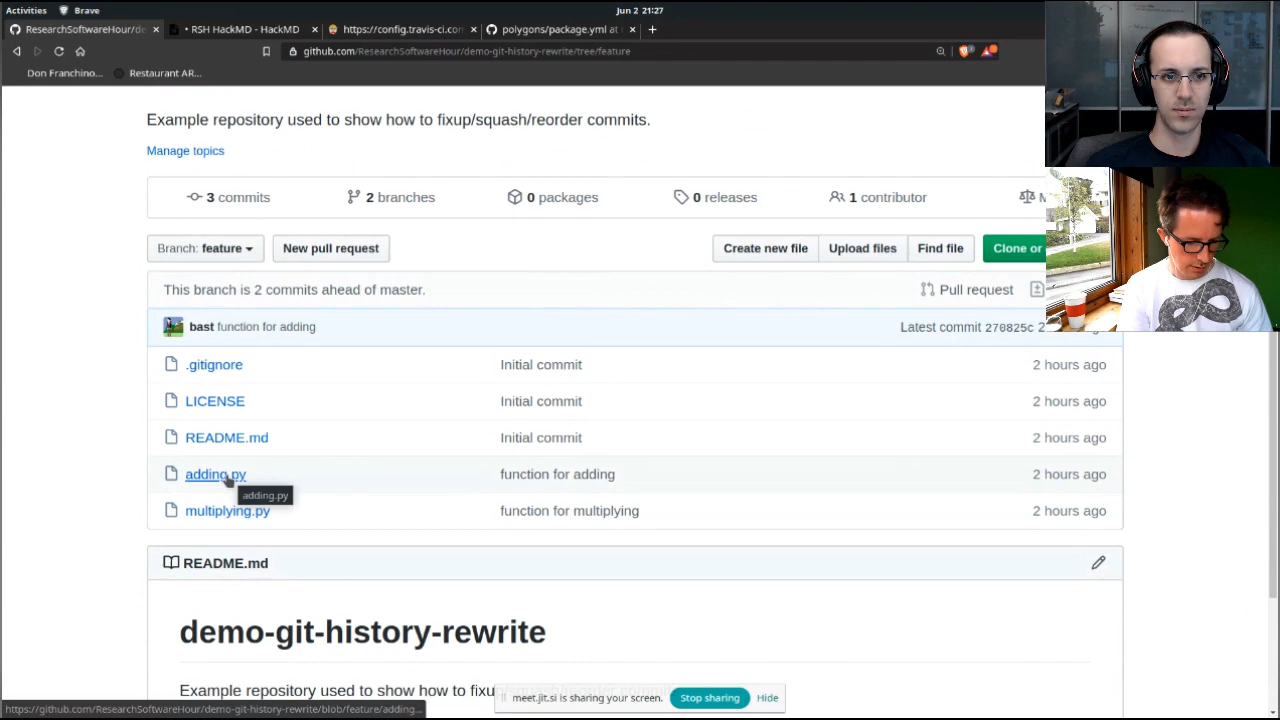 Activities Brave Jun 2 21:27
ResearchSoftwareHour/de × • RSH HackMD - HackMD × https://config.travis-ci.com × polygons/package.yml at × +
github.com/ResearchSoftwareHour/demo-git-history-rewrite/tree/feature
Don Franchino... Restaurant AR...
Example repository used to show how to fixup/squash/reorder commits.
Manage topics
3 commits 2 branches 0 packages 0 releases 1 contributor
Branch: feature New pull request Create new file Upload files Find file Clone or
This branch is 2 commits ahead of master. Pull request
bast function for adding Latest commit 270825c
.gitignore Initial commit 2 hours ago
LICENSE Initial commit 2 hours ago
README.md Initial commit 2 hours ago
adding.py function for adding 2 hours ago
adding.py
multiplying.py function for multiplying 2 hours ago
README.md
demo-git-history-rewrite
Example repository used to show how to fixu
meet.jit.si is sharing your screen. Stop sharing Hide
https://github.com/ResearchSoftwareHour/demo-git-history-rewrite/blob/feature/adding...